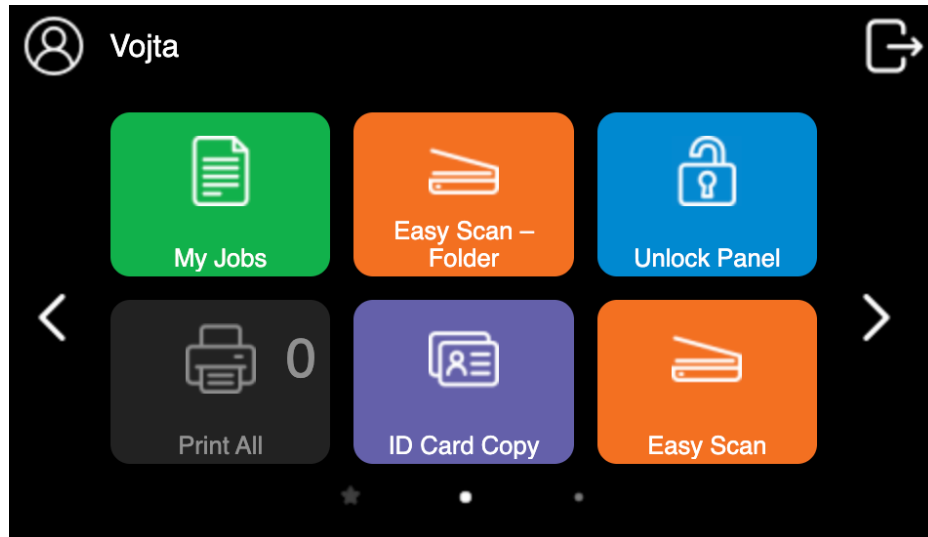 Vojta
My Jobs
Easy Scan –
Folder
Unlock Panel
0
Print All
ID Card Copy
Easy Scan